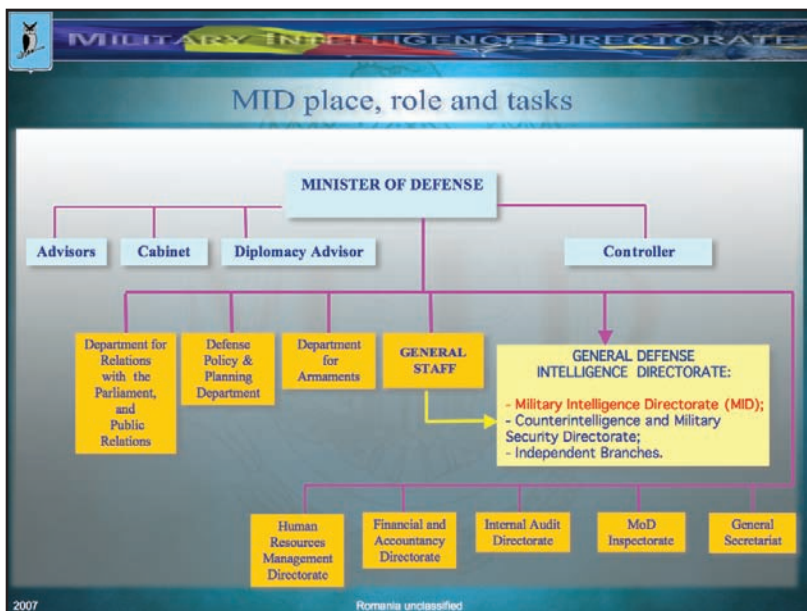 MILITARY INTELLIGENCE DIRECTORATE
MID place, role and tasks
MINISTER OF DEFENSE
Advisors
Cabinet
Diplomacy Advisor
Controller
Department for
Relations
with the
Parliament,
and
Public
Relations
Defense
Policy &
Planning
Department
Department
for
Armaments
GENERAL
STAFF
GENERAL DEFENSE
INTELLIGENCE DIRECTORATE:
- Military Intelligence Directorate (MID);
- Counterintelligence and Military
Security Directorate;
- Independent Branches.
Human
Resources
Management
Directorate
Financial and
Accountancy
Directorate
Internal Audit
Directorate
MoD
Inspectorate
General
Secretariat
2007
Romania unclassified